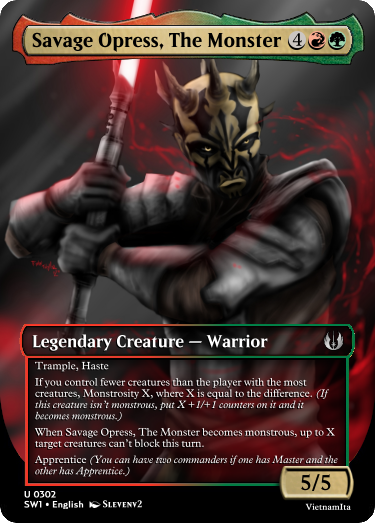 Savage Opress, The Monster 4
Legendary Creature — Warrior
Trample, Haste
If you control fewer creatures than the player with the most
creatures, Monstrosity X, where X is equal to the difference. (If
this creature isn't monstrous, put X +1/+1 counters on it and it
becomes monstrous.)
When Savage Opress, The Monster becomes monstrous, up to X
target creatures can't block this turn.
Apprentice (You can have two commanders if one has Master and the
other has Apprentice.)
5/5
U 0302
SW1 • English SLEVENV2
VietnamIta